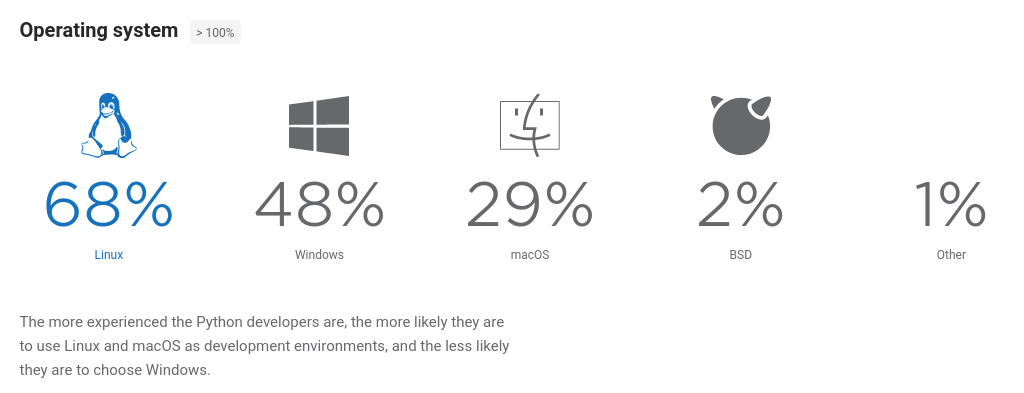 Operating system > 100%
68% 48% 29% 2% 1%
Linux Windows macOS BSD Other
The more experienced the Python developers are, the more likely they are
to use Linux and macOS as development environments, and the less likely
they are to choose Windows.